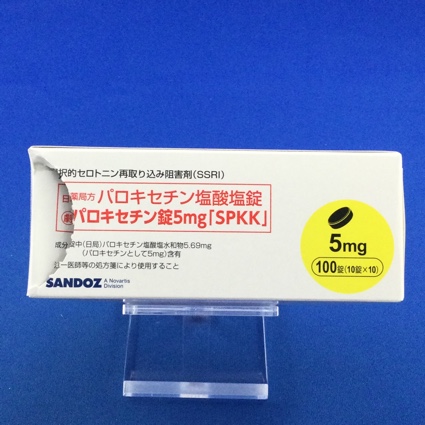 択的セロトニン再取り込み阻害剤(SSRI)
日薬局方 パロキセチン塩酸塩錠
劇 パロキセチン錠5mg「SPKK」
成分 錠中(日局)パロキセチン塩酸塩水和物5.69mg
(パロキセチンとして5mg)含有
医師等の処方箋により使用すること
SANDOZ A Novartis
Division
5mg
100錠(10錠×10)